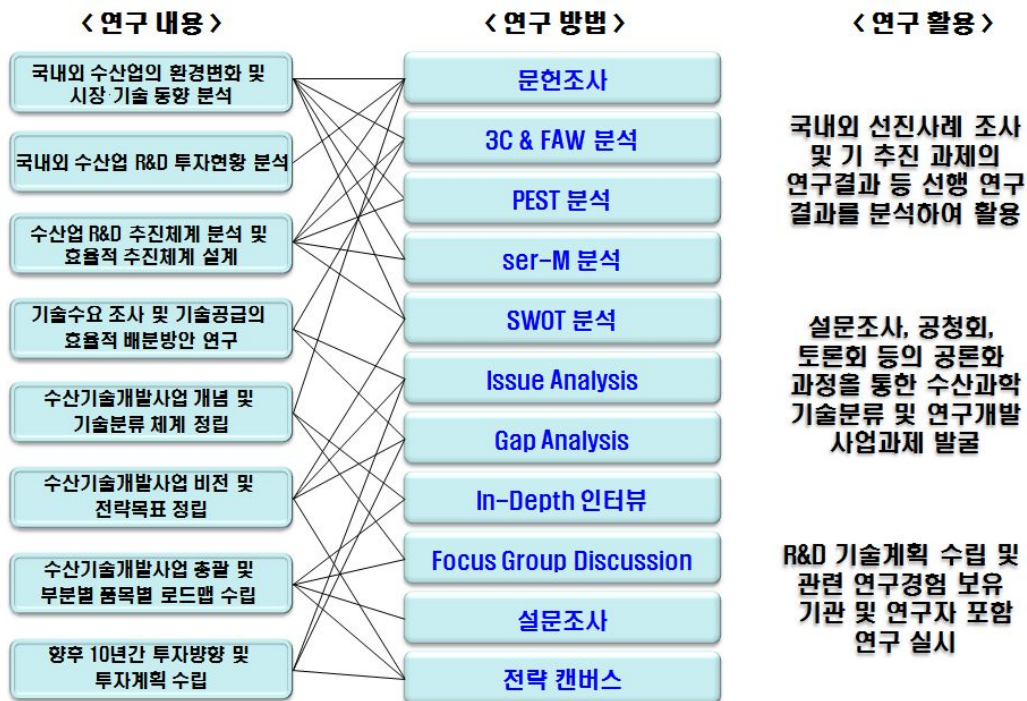 < 연구 내용 >
국내외 수산업의 환경변화 및
시장·기술 동향 분석
국내외 수산업 R&D 투자현황 분석
수산업 R&D 추진체계 분석 및
효율적 추진체계 설계
기술수요 조사 및 기술공급의
효율적 배분방안 연구
수산기술개발사업 개념 및
기술분류 체계 정립
수산기술개발사업 비전 및
전략목표 정립
수산기술개발사업 총괄 및
부분별 품목별 로드맵 수립
향후 10년간 투자방향 및
투자계획 수립
< 연구 방법 >
문헌조사
3C & FAW 분석
PEST 분석
ser-M 분석
SWOT 분석
Issue Analysis
Gap Analysis
In-Depth 인터뷰
Focus Group Discussion
설문조사
전략 캔버스
< 연구 활용 >
국내외 선진사례 조사
및 기 추진 과제의
연구결과 등 선행 연구
결과를 분석하여 활용
설문조사, 공청회,
토론회 등의 공론화
과정을 통한 수산과학
기술분류 및 연구개발
사업과제 발굴
R&D 기술계획 수립 및
관련 연구경험 보유
기관 및 연구자 포함
연구 실시